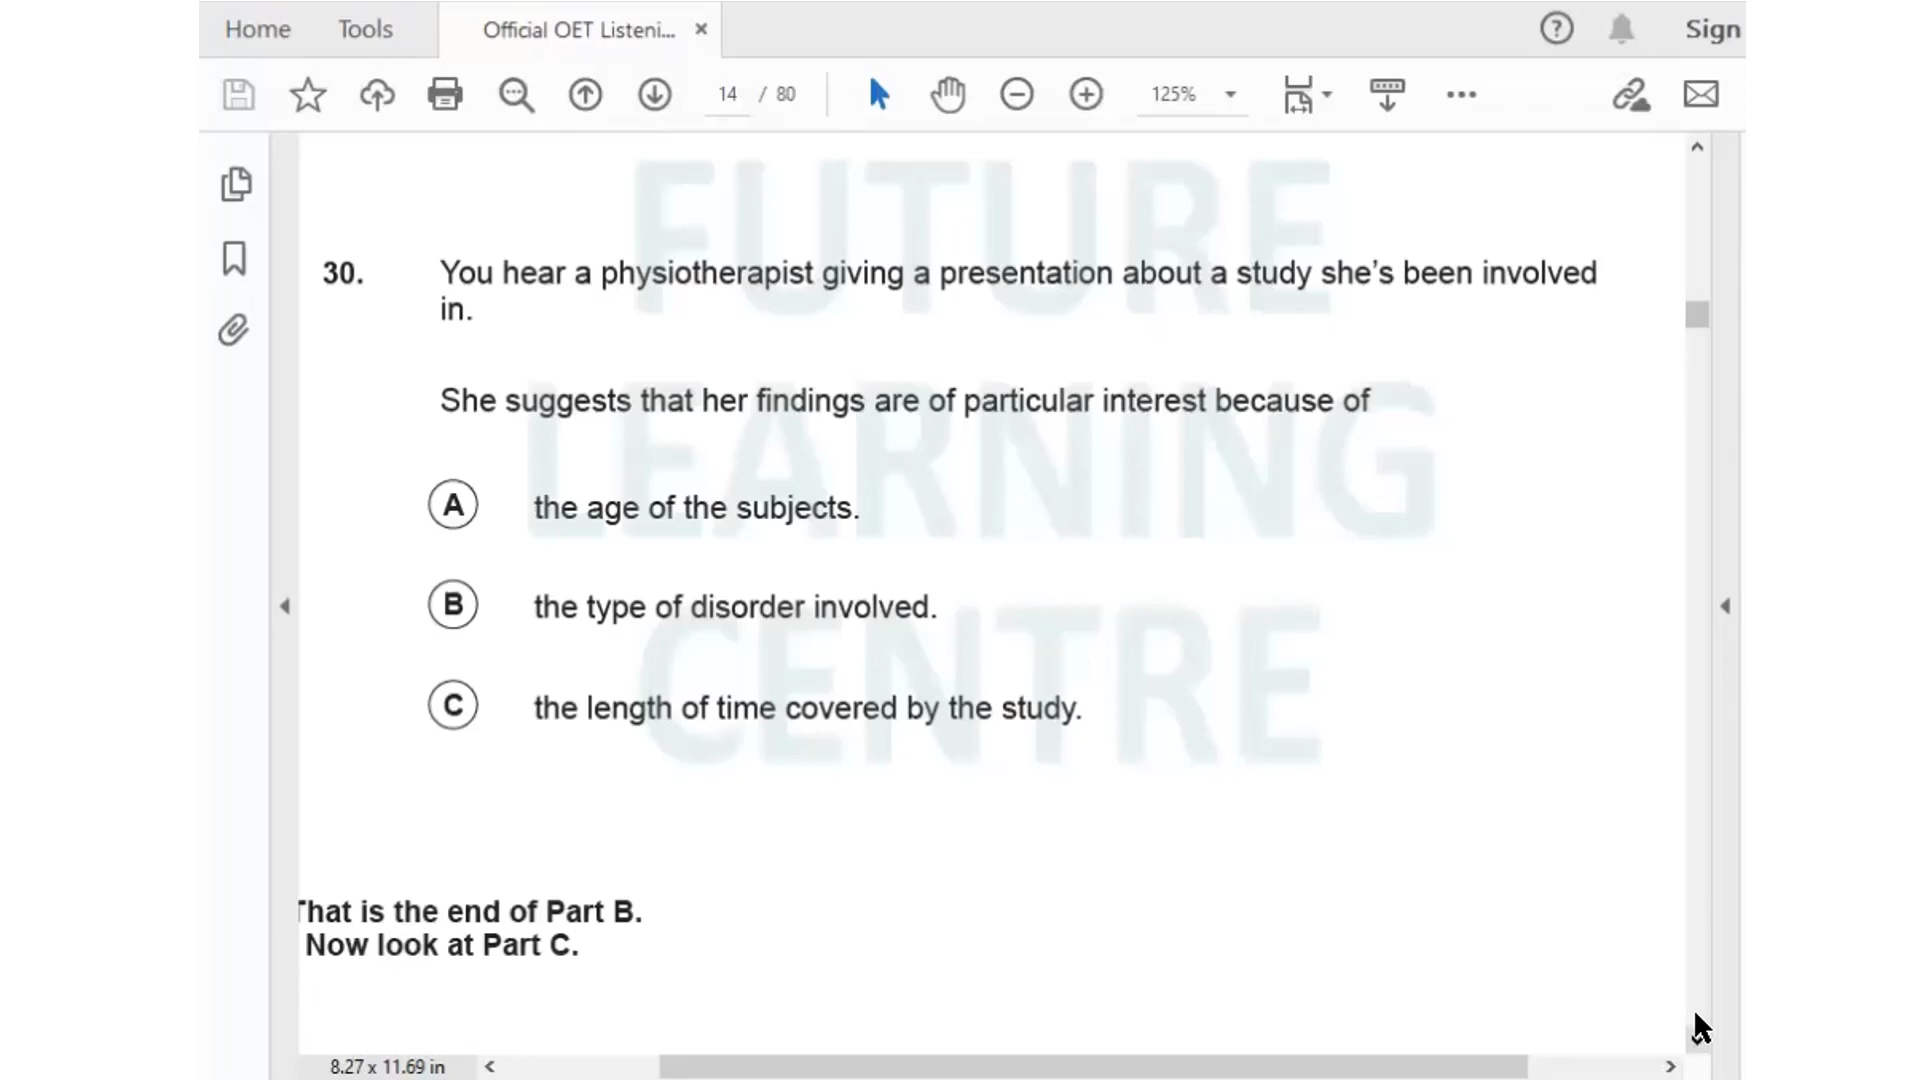 Home Tools Official OET Listeni... × ? Sign
14 / 80 125%
FUTURE
LEARNING
CENTRE
30. You hear a physiotherapist giving a presentation about a study she's been involved
in.
She suggests that her findings are of particular interest because of
A the age of the subjects.
B the type of disorder involved.
C the length of time covered by the study.
That is the end of Part B.
Now look at Part C.
8.27 x 11.69 in